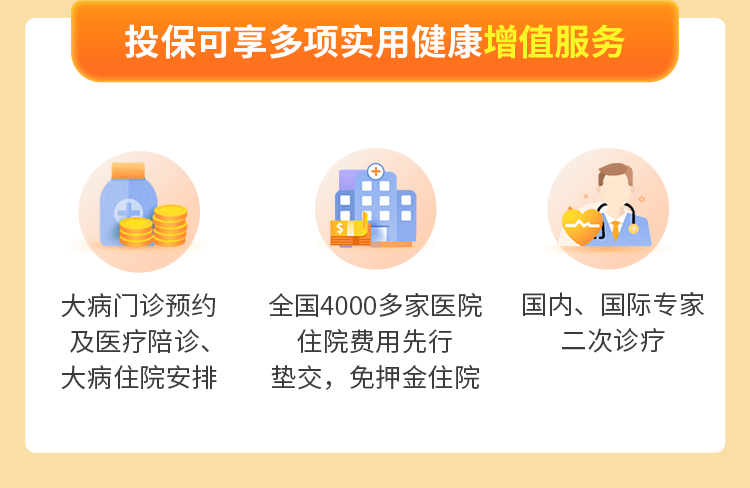 投保可享多项实用健康增值服务
大病门诊预约
及医疗陪诊、
大病住院安排
全国4000多家医院
住院费用先行
垫交，免押金住院
国内、国际专家
二次诊疗